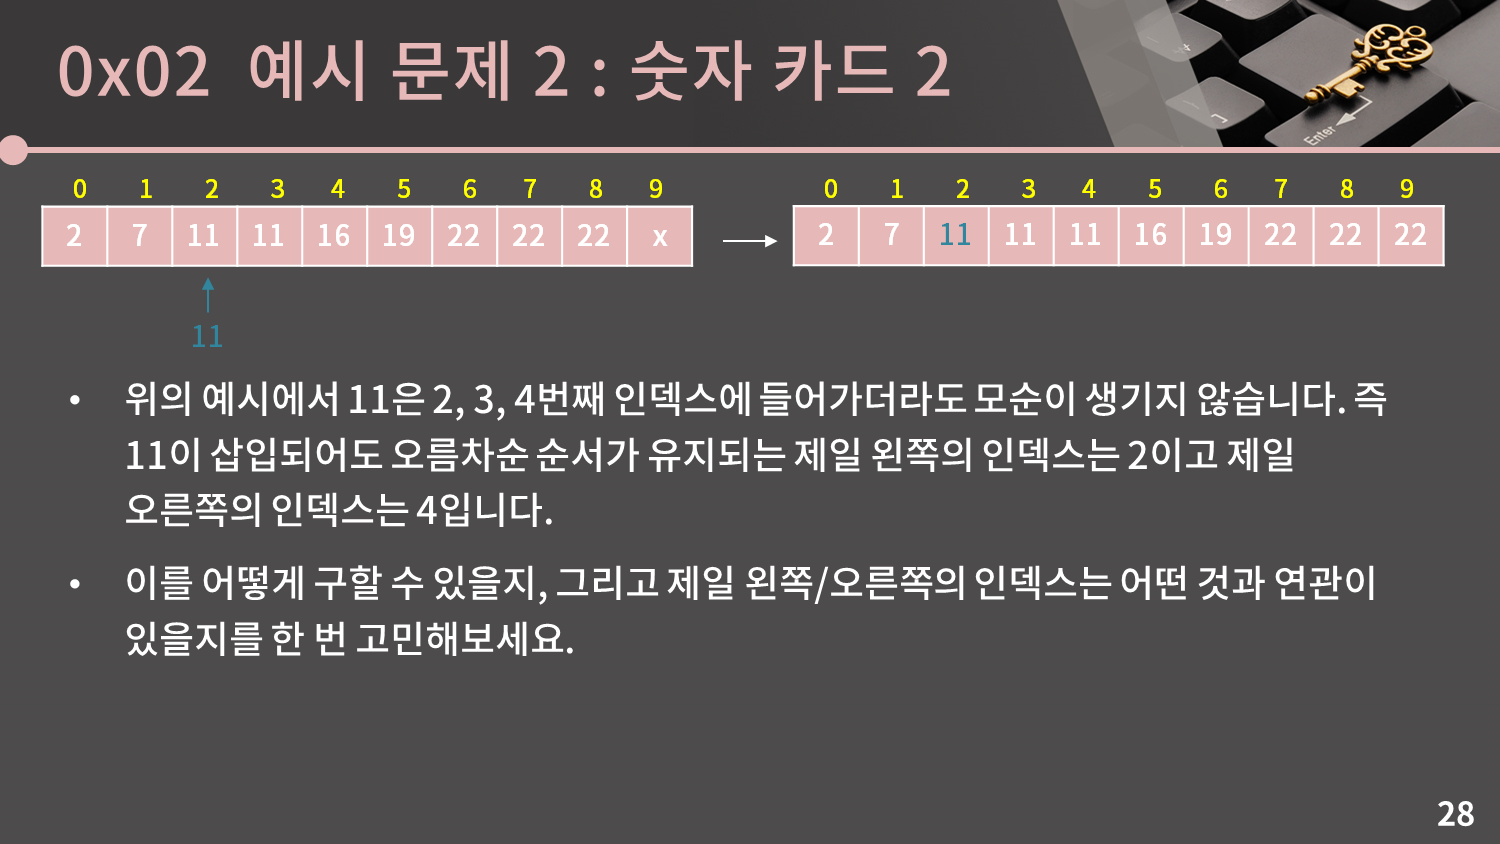 0x02 예시 문제 2 : 숫자 카드 2
Enter
0 1 2 3 4 5 6 7 8 9
2 7 11 11 16 19 22 22 22 x
0 1 2 3 4 5 6 7 8 9
2 7 11 11 11 16 19 22 22 22
11
• 위의 예시에서 11은 2, 3, 4번째 인덱스에 들어가더라도 모순이 생기지 않습니다. 즉
11이 삽입되어도 오름차순 순서가 유지되는 제일 왼쪽의 인덱스는 2이고 제일
오른쪽의 인덱스는 4입니다.
• 이를 어떻게 구할 수 있을지, 그리고 제일 왼쪽/오른쪽의 인덱스는 어떤 것과 연관이
있을지를 한 번 고민해보세요.
28